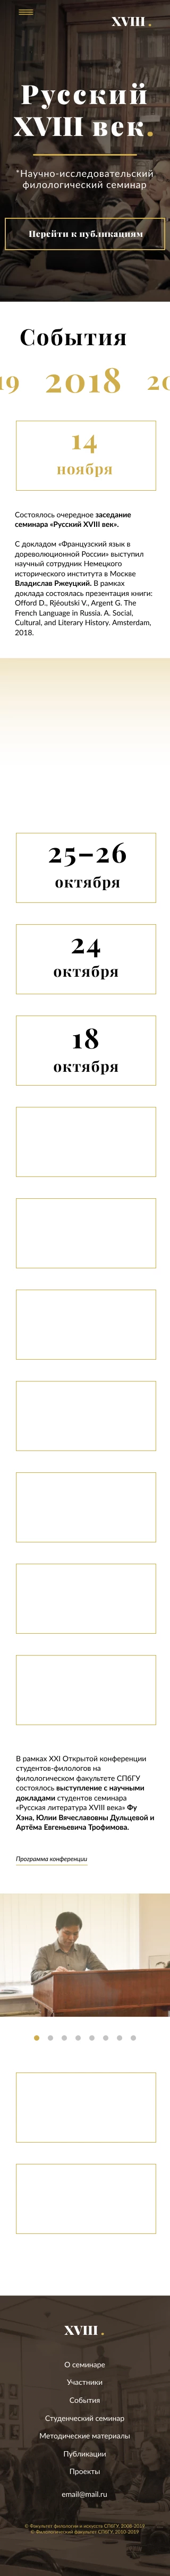 XVIII .
Русский
XVIII век.
*Научно-исследовательский
филологический семинар
Перейти к публикациям
События
19 2018 20
14
ноября
Состоялось очередное заседание
семинара «Русский XVIII век».
С докладом «Французский язык в
дореволюционной России» выступил
научный сотрудник Немецкого
исторического института в Москве
Владислав Ржеуцкий. В рамках
доклада состоялась презентация книги:
Offord D., Rjéoutski V., Argent G. The
French Language in Russia. A. Social,
Cultural, and Literary History. Amsterdam,
2018.
25–26
октября
24
октября
18
октября
В рамках XXI Открытой конференции
студентов-филологов на
филологическом факультете СПбГУ
состоялось выступление с научными
докладами студентов семинара
«Русская литература XVIII века» Фу
Хэна, Юлии Вячеславовны Дульцевой и
Артёма Евгеньевича Трофимова.
Программа конференции
XVIII .
О семинаре
Участники
События
Студенческий семинар
Методические материалы
Публикации
Проекты
email@mail.ru
© Факультет филологии и искусств СПбГУ, 2008-2019
© Филологический факультет СПбГУ, 2010-2019